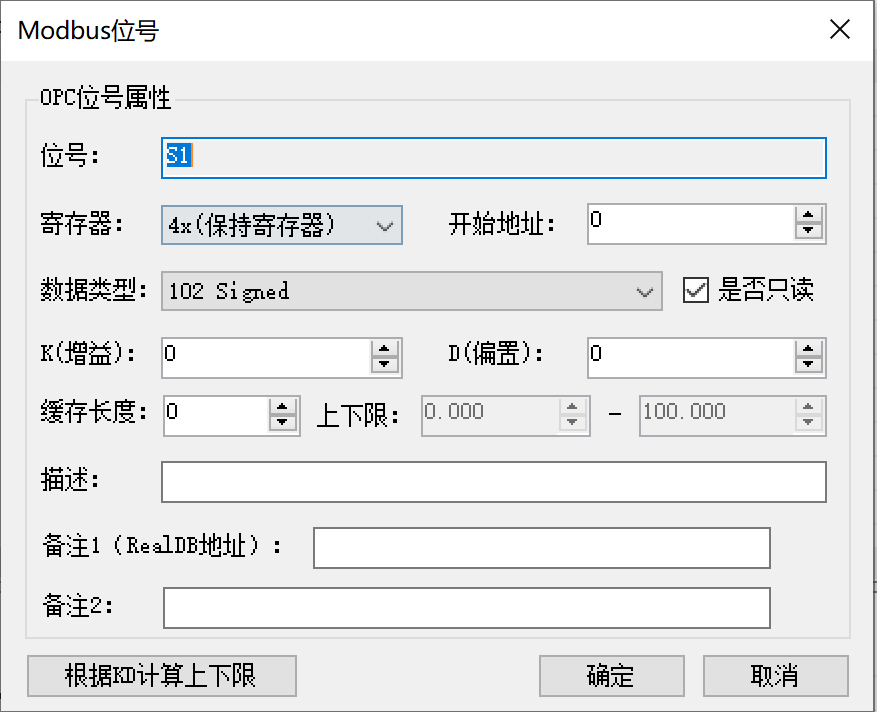 Modbus位号
OPC位号属性
位号: S1
寄存器: 4x(保持寄存器) 开始地址: 0
数据类型: 102 Signed 是否只读
K(增益): 0 D(偏置): 0
缓存长度: 0 上下限: 0.000 - 100.000
描述:
备注1（RealDB地址）:
备注2:
根据KD计算上下限 确定 取消